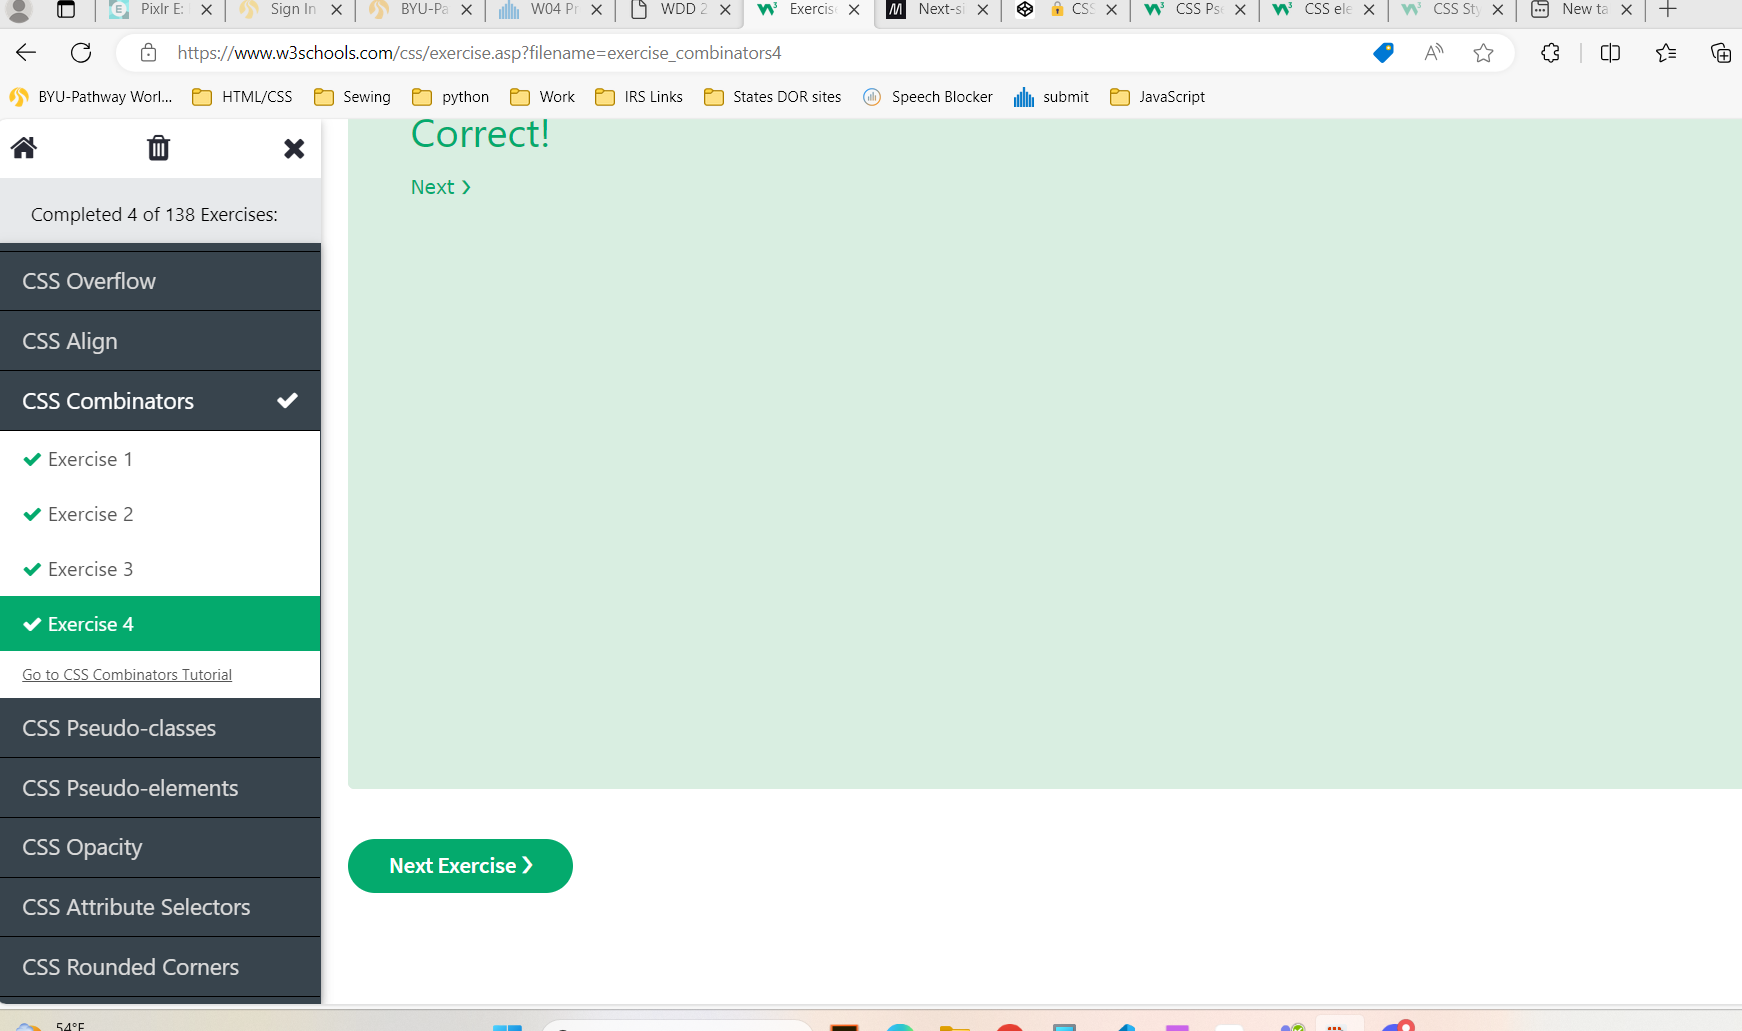 Pixlr E:
Sign In
BYU-Pa
W04 Pr
WDD 2
Exercise
Next-si
CSS
CSS Pse
CSS ele
CSS Sty
New ta
https://www.w3schools.com/css/exercise.asp?filename=exercise_combinators4
BYU-Pathway Worl...
HTML/CSS
Sewing
python
Work
IRS Links
States DOR sites
Speech Blocker
submit
JavaScript
Completed 4 of 138 Exercises:
CSS Overflow
CSS Align
CSS Combinators
Exercise 1
Exercise 2
Exercise 3
Exercise 4
Go to CSS Combinators Tutorial
CSS Pseudo-classes
CSS Pseudo-elements
CSS Opacity
CSS Attribute Selectors
CSS Rounded Corners
Correct!
Next ❯
Next Exercise ❯
54°F